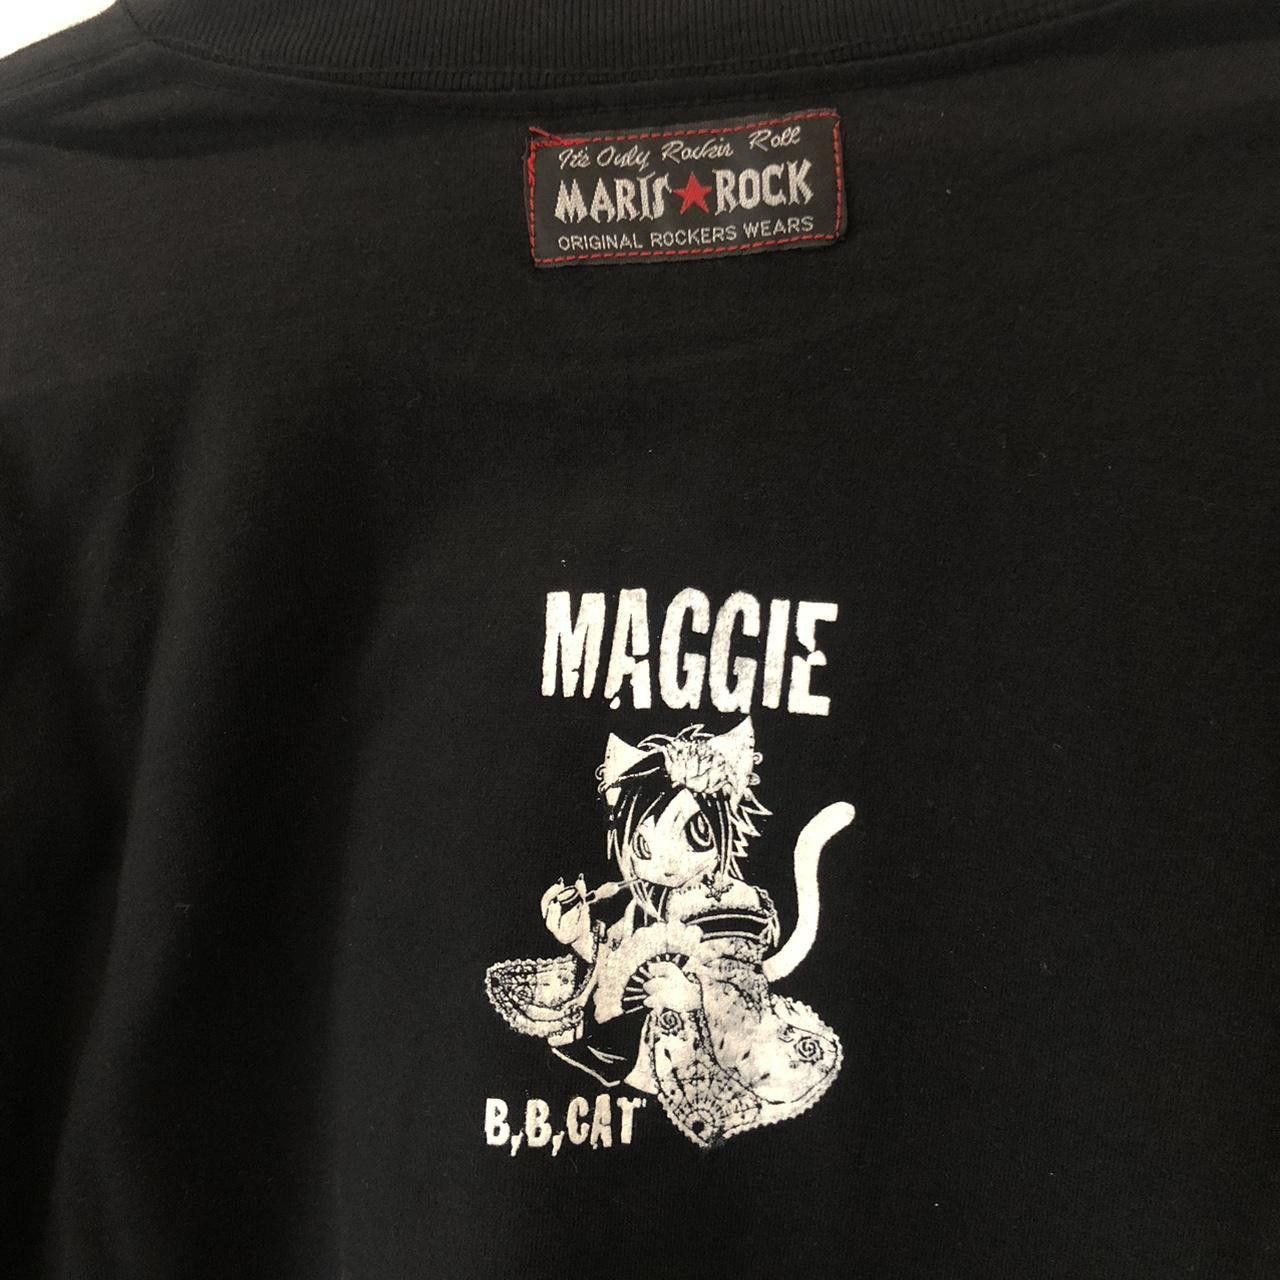 It's Only Rockin Roll
MARIS★ROCK
ORIGINAL ROCKERS WEARS
MAGGIE
B,B,CAT